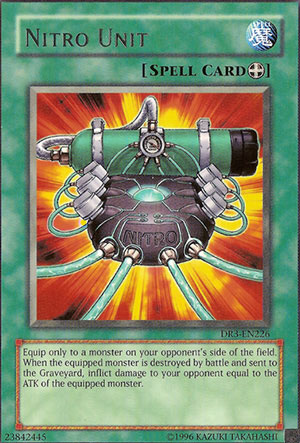 NITRO UNIT
[SPELL CARD]
NITRO
DR3-EN226
Equip only to a monster on your opponent's side of the field.
When the equipped monster is destroyed by battle and sent to
the Graveyard, inflict damage to your opponent equal to the
ATK of the equipped monster.
23842445
©1996 KAZUKI TAKAHASHI